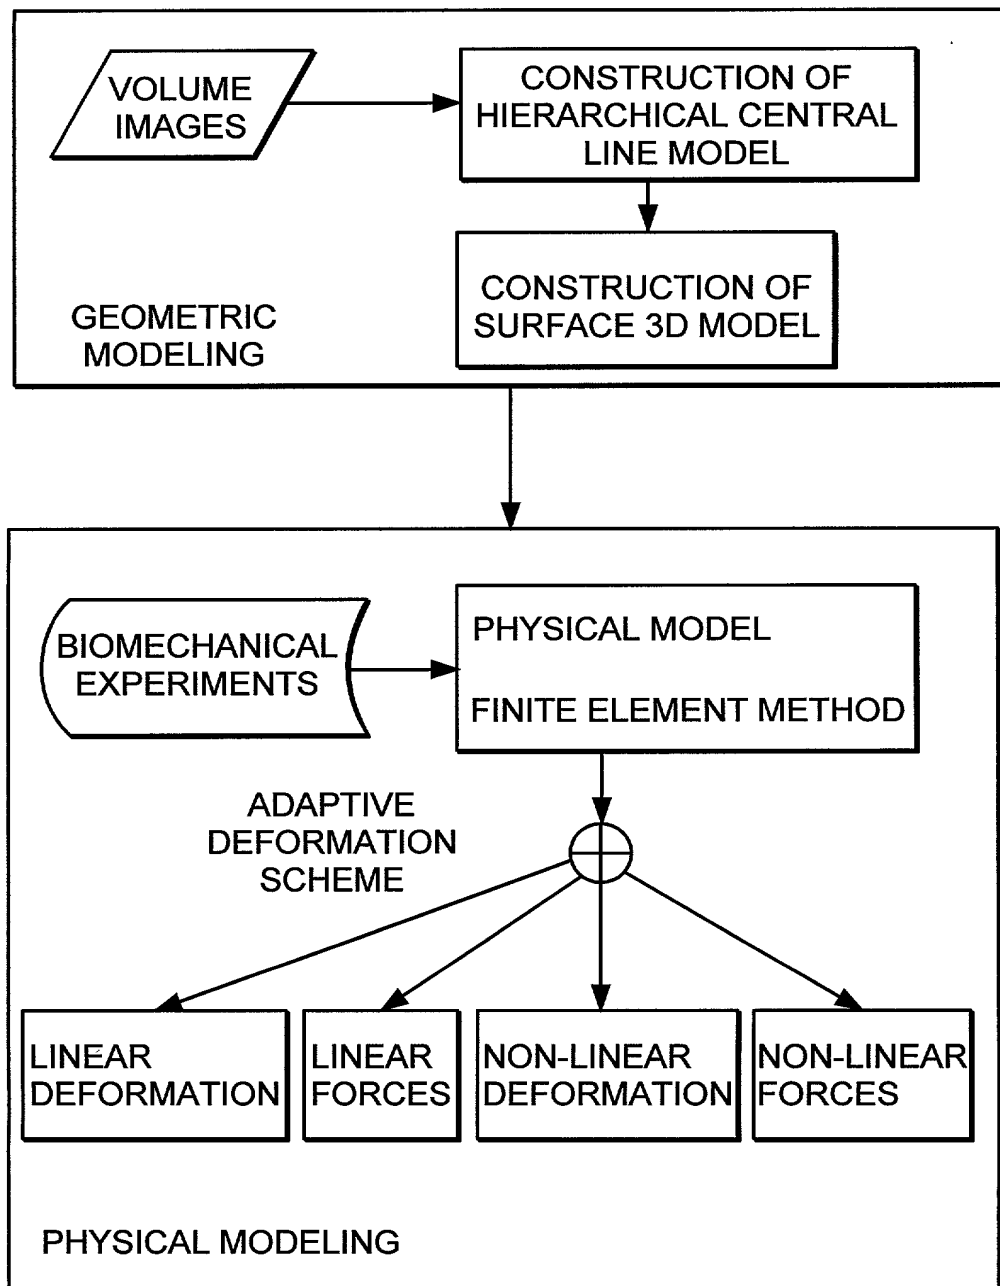 VOLUME
IMAGES
CONSTRUCTION OF
HIERARCHICAL CENTRAL
LINE MODEL
CONSTRUCTION OF
SURFACE 3D MODEL
GEOMETRIC
MODELING
BIOMECHANICAL
EXPERIMENTS
PHYSICAL MODEL
FINITE ELEMENT METHOD
ADAPTIVE
DEFORMATION
SCHEME
LINEAR
DEFORMATION
LINEAR
FORCES
NON-LINEAR
DEFORMATION
NON-LINEAR
FORCES
PHYSICAL MODELING